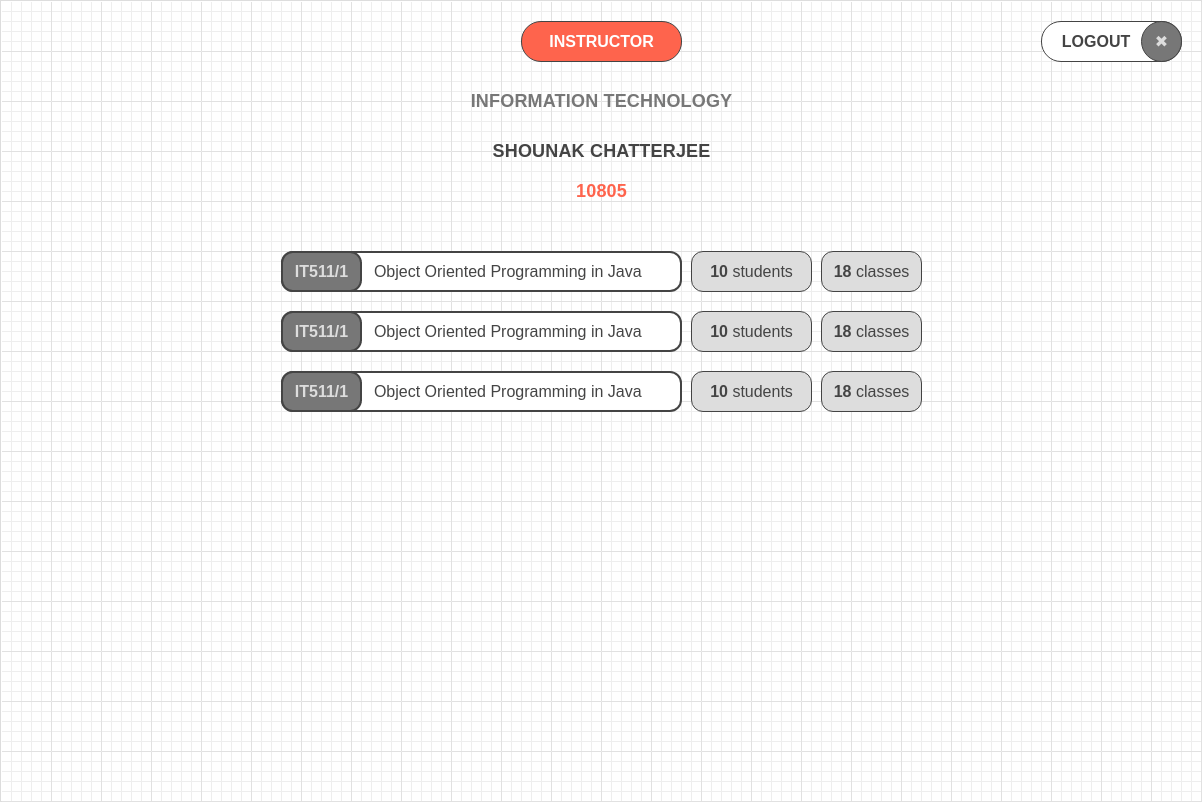 INSTRUCTOR
LOGOUT ✖
INFORMATION TECHNOLOGY
SHOUNAK CHATTERJEE
10805
IT511/1 Object Oriented Programming in Java 10 students 18 classes
IT511/1 Object Oriented Programming in Java 10 students 18 classes
IT511/1 Object Oriented Programming in Java 10 students 18 classes